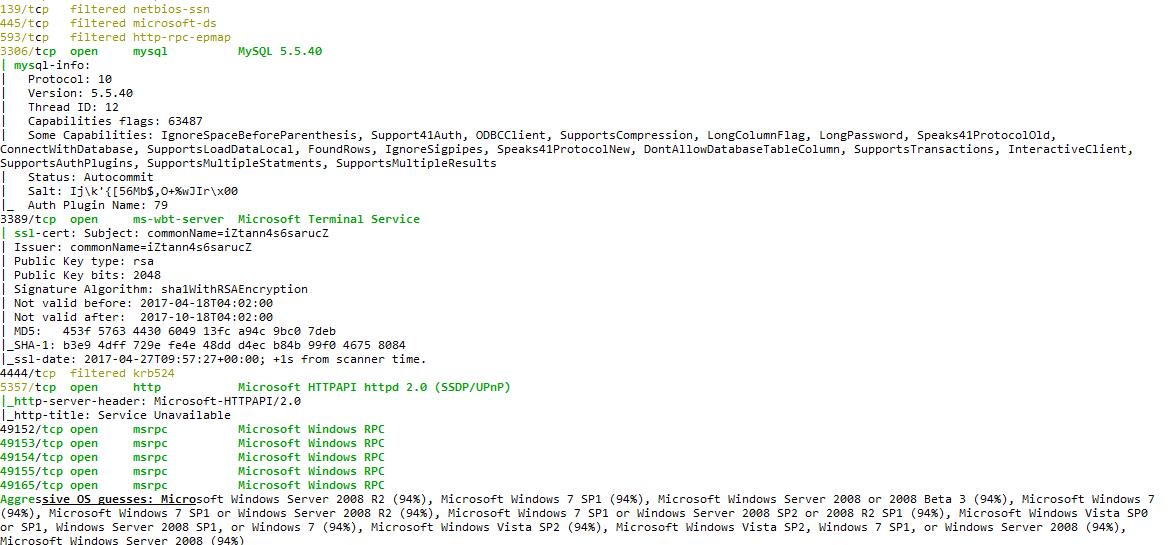 139/tcp   filtered netbios-ssn
445/tcp   filtered microsoft-ds
593/tcp   filtered http-rpc-epmap
3306/tcp  open     mysql         MySQL 5.5.40
| mysql-info:
|   Protocol: 10
|   Version: 5.5.40
|   Thread ID: 12
|   Capabilities flags: 63487
|   Some Capabilities: IgnoreSpaceBeforeParenthesis, Support41Auth, ODBCClient, SupportsCompression, LongColumnFlag, LongPassword, Speaks41ProtocolOld,
ConnectWithDatabase, SupportsLoadDataLocal, FoundRows, IgnoreSigpipes, Speaks41ProtocolNew, DontAllowDatabaseTableColumn, SupportsTransactions, InteractiveClient,
SupportsAuthPlugins, SupportsMultipleStatments, SupportsMultipleResults
|   Status: Autocommit
|   Salt: Ij\k'{[56Mb$,O+%wJIr\x00
|_  Auth Plugin Name: 79
3389/tcp  open     ms-wbt-server Microsoft Terminal Service
| ssl-cert: Subject: commonName=iZtann4s6sarucZ
| Issuer: commonName=iZtann4s6sarucZ
| Public Key type: rsa
| Public Key bits: 2048
| Signature Algorithm: sha1WithRSAEncryption
| Not valid before: 2017-04-18T04:02:00
| Not valid after:  2017-10-18T04:02:00
| MD5:   453f 5763 4430 6049 13fc a94c 9bc0 7deb
|_SHA-1: b3e9 4dff 729e fe4e 48dd d4ec b84b 99f0 4675 8084
|_ssl-date: 2017-04-27T09:57:27+00:00; +1s from scanner time.
4444/tcp  filtered krb524
5357/tcp  open     http          Microsoft HTTPAPI httpd 2.0 (SSDP/UPnP)
|_http-server-header: Microsoft-HTTPAPI/2.0
|_http-title: Service Unavailable
49152/tcp open     msrpc         Microsoft Windows RPC
49153/tcp open     msrpc         Microsoft Windows RPC
49154/tcp open     msrpc         Microsoft Windows RPC
49155/tcp open     msrpc         Microsoft Windows RPC
49165/tcp open     msrpc         Microsoft Windows RPC
Aggressive OS guesses: Microsoft Windows Server 2008 R2 (94%), Microsoft Windows 7 SP1 (94%), Microsoft Windows Server 2008 or 2008 Beta 3 (94%), Microsoft Windows 7
(94%), Microsoft Windows 7 SP1 or Windows Server 2008 R2 (94%), Microsoft Windows 7 SP1 or Windows Server 2008 SP2 or 2008 R2 SP1 (94%), Microsoft Windows Vista SP0
or SP1, Windows Server 2008 SP1, or Windows 7 (94%), Microsoft Windows Vista SP2 (94%), Microsoft Windows Vista SP2, Windows 7 SP1, or Windows Server 2008 (94%),
Microsoft Windows Server 2008 (94%)